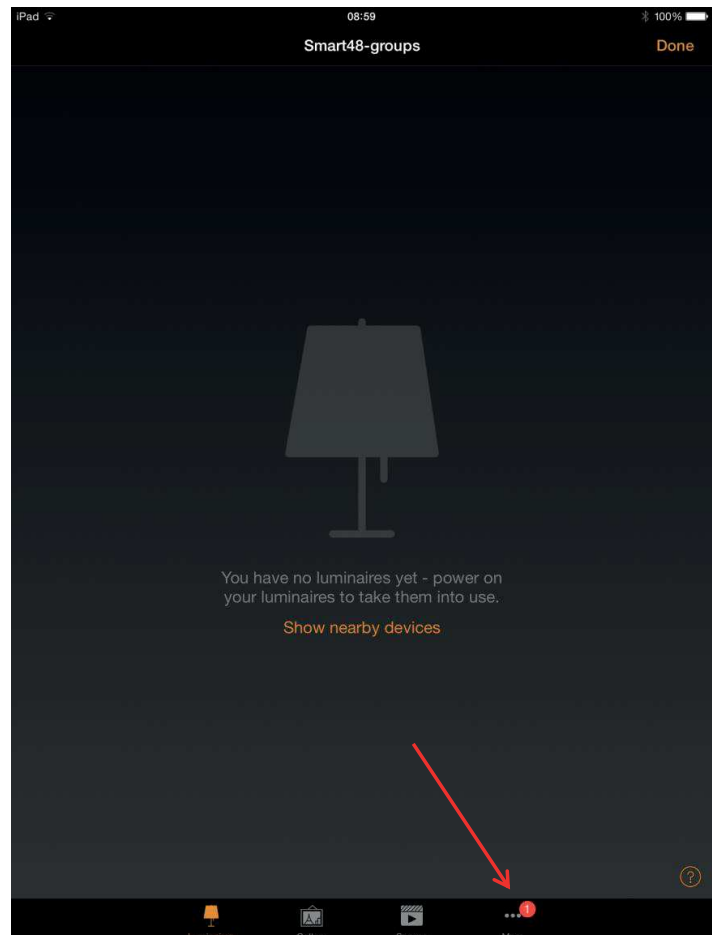 iPad 08:59 100%
Smart48-groups Done
You have no luminaires yet - power on
your luminaires to take them into use.
Show nearby devices
?
1